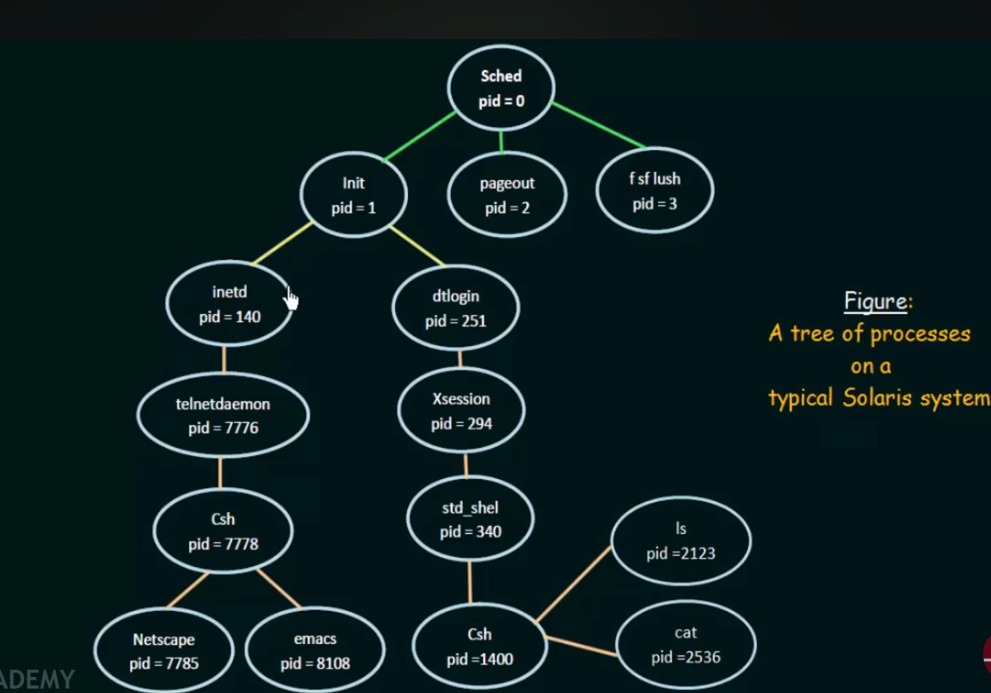 Sched
pid = 0
Init
pid = 1
pageout
pid = 2
f sf lush
pid = 3
inetd
pid = 140
dtlogin
pid = 251
Figure:
A tree of processes
on a
typical Solaris system
telnetdaemon
pid = 7776
Xsession
pid = 294
Csh
pid = 7778
std_shel
pid = 340
ls
pid =2123
Netscape
pid = 7785
emacs
pid = 8108
Csh
pid =1400
cat
pid =2536
ADEMY